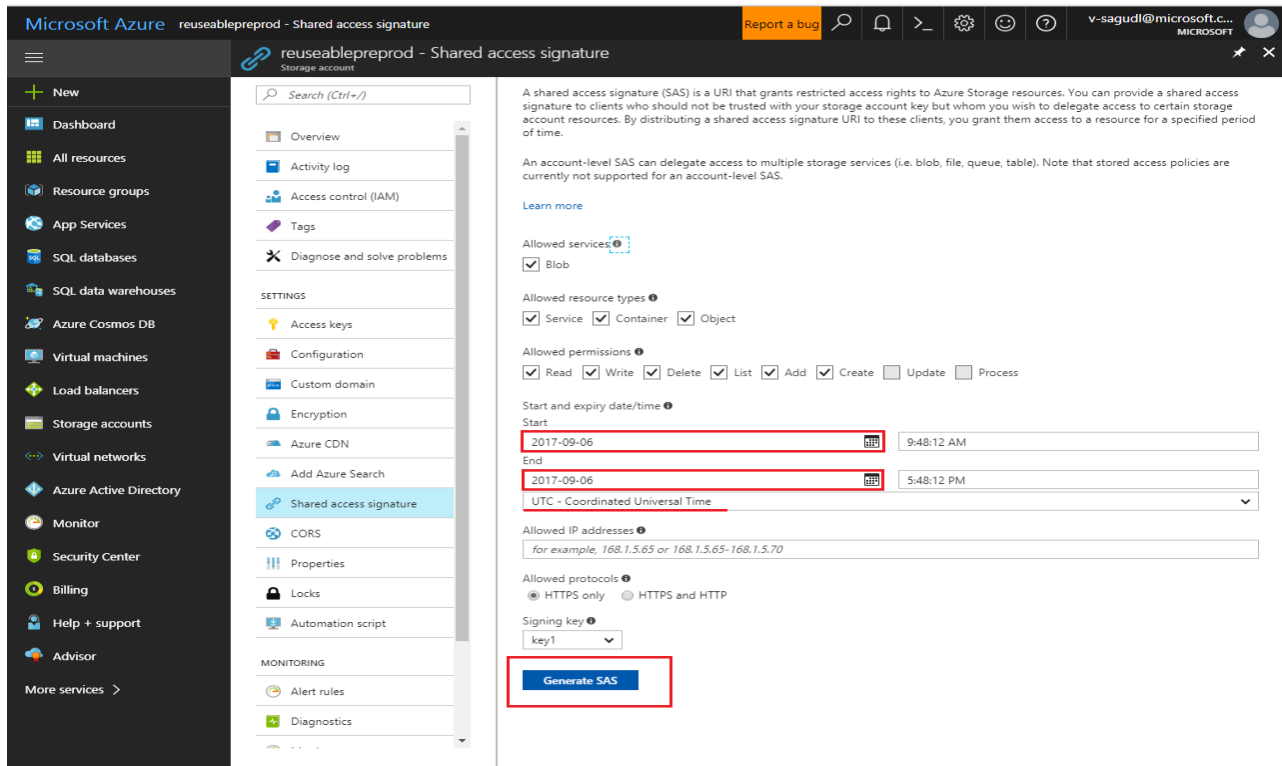 Microsoft Azure reuseablepreprod - Shared access signature
Report a bug
v-sagudl@microsoft.c...
MICROSOFT
reuseablepreprod - Shared access signature
Storage account
New
Dashboard
All resources
Resource groups
App Services
SQL databases
SQL data warehouses
Azure Cosmos DB
Virtual machines
Load balancers
Storage accounts
Virtual networks
Azure Active Directory
Monitor
Security Center
Billing
Help + support
Advisor
More services >
Search (Ctrl+/)
Overview
Activity log
Access control (IAM)
Tags
Diagnose and solve problems
SETTINGS
Access keys
Configuration
Custom domain
Encryption
Azure CDN
Add Azure Search
Shared access signature
CORS
Properties
Locks
Automation script
MONITORING
Alert rules
Diagnostics
A shared access signature (SAS) is a URI that grants restricted access rights to Azure Storage resources. You can provide a shared access
signature to clients who should not be trusted with your storage account key but whom you wish to delegate access to certain storage
account resources. By distributing a shared access signature URI to these clients, you grant them access to a resource for a specified period
of time.
An account-level SAS can delegate access to multiple storage services (i.e. blob, file, queue, table). Note that stored access policies are
currently not supported for an account-level SAS.
Learn more
Allowed services
Blob
Allowed resource types
Service Container Object
Allowed permissions
Read Write Delete List Add Create Update Process
Start and expiry date/time
Start
2017-09-06 9:48:12 AM
End
2017-09-06 5:48:12 PM
UTC - Coordinated Universal Time
Allowed IP addresses
for example, 168.1.5.65 or 168.1.5.65-168.1.5.70
Allowed protocols
HTTPS only HTTPS and HTTP
Signing key
key1
Generate SAS